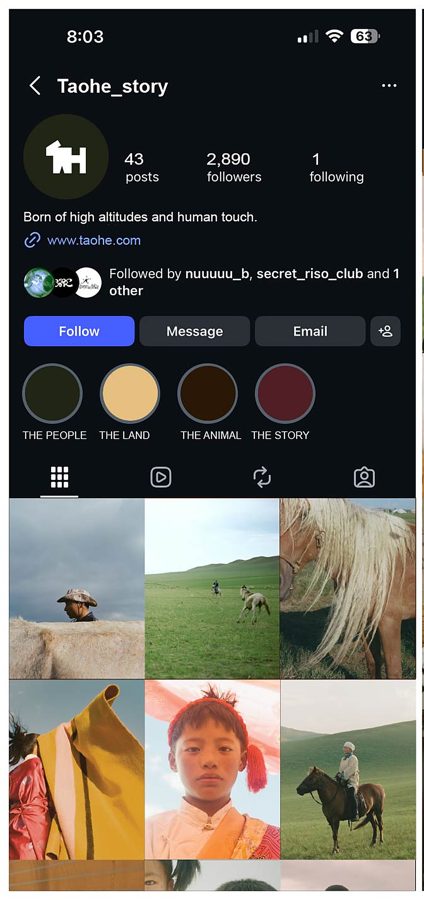 8:03
63
Taohe_story
43
2,890
1
posts
followers
following
Born of high altitudes and human touch.
www.taohe.com
Followed by nuuuuu_b, secret_riso_club and 1
other
Follow
Message
Email
THE PEOPLE
THE LAND
THE ANIMAL
THE STORY